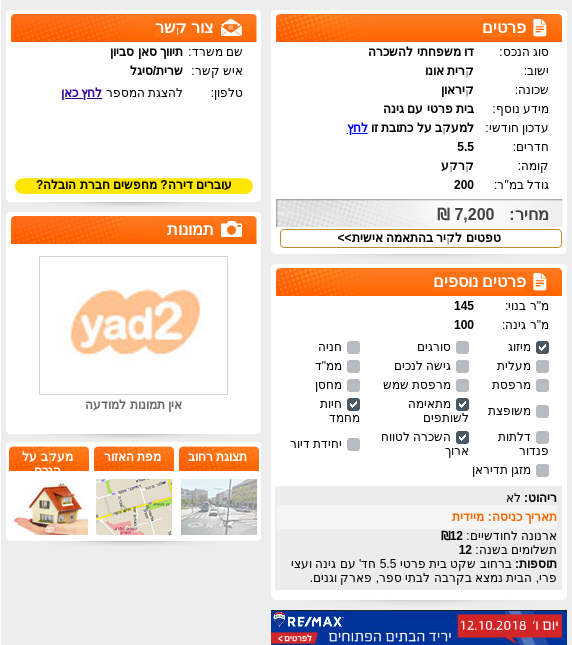 פרטים
סוג הנכס: דו משפחתי להשכרה
ישוב: קרית אונו
שכונה: קיראון
מידע נוסף: בית פרטי עם גינה
עדכון חודשי: למעקב על כתובת זו לחץ
חדרים: 5.5
קומה: קרקע
גודל במ"ר: 200
מחיר: 7,200 ₪
טפטים לקיר בהתאמה אישית>>
פרטים נוספים
מ"ר בנוי: 145
מ"ר גינה: 100
מיזוג סורגים חניה
מעלית גישה לנכים ממ"ד
מרפסת מרפסת שמש מחסן
משופצת מתאימה לשותפים חיות מחמד
דלתות פנדור השכרה לטווח ארוך יחידת דיור
מזגן תדיראן
ריהוט: לא
תאריך כניסה: מיידית
ארנונה לחודשיים: 12₪
תשלומים בשנה: 12
תוספות: ברחוב שקט בית פרטי 5.5 חד' עם גינה ועצי
פרי, הבית נמצא בקרבה לבתי ספר, פארק וגנים.
יום ו' 12.10.2018
יריד הבתים הפתוחים
RE/MAX
לפרטים >
צור קשר
שם משרד: תיווך סאן סביון
איש קשר: שרית/סיגל
טלפון: להצגת המספר לחץ כאן
עוברים דירה? מחפשים חברת הובלה?
תמונות
yad2
אין תמונות למודעה
תצוגת רחוב
מפת האזור
מעקב על
הנכס